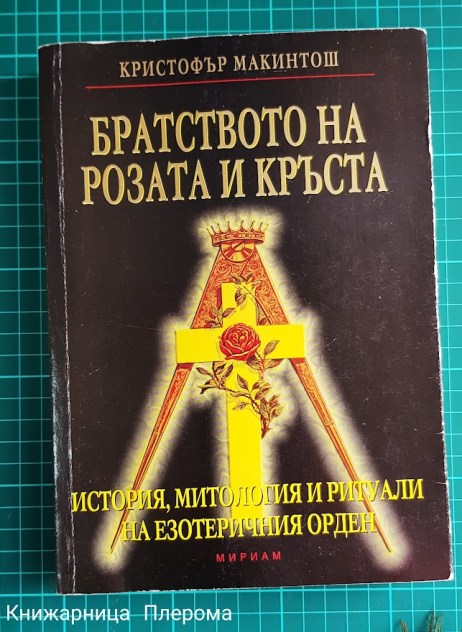 КРИСТОФЪР МАКИНТОШ
БРАТСТВОТО НА
РОЗАТА И КРЪСТА
ИСТОРИЯ, МИТОЛОГИЯ И РИТУАЛИ
НА ЕЗОТЕРИЧНИЯ ОРДЕН
МИРИАМ
Книжарница Плерома